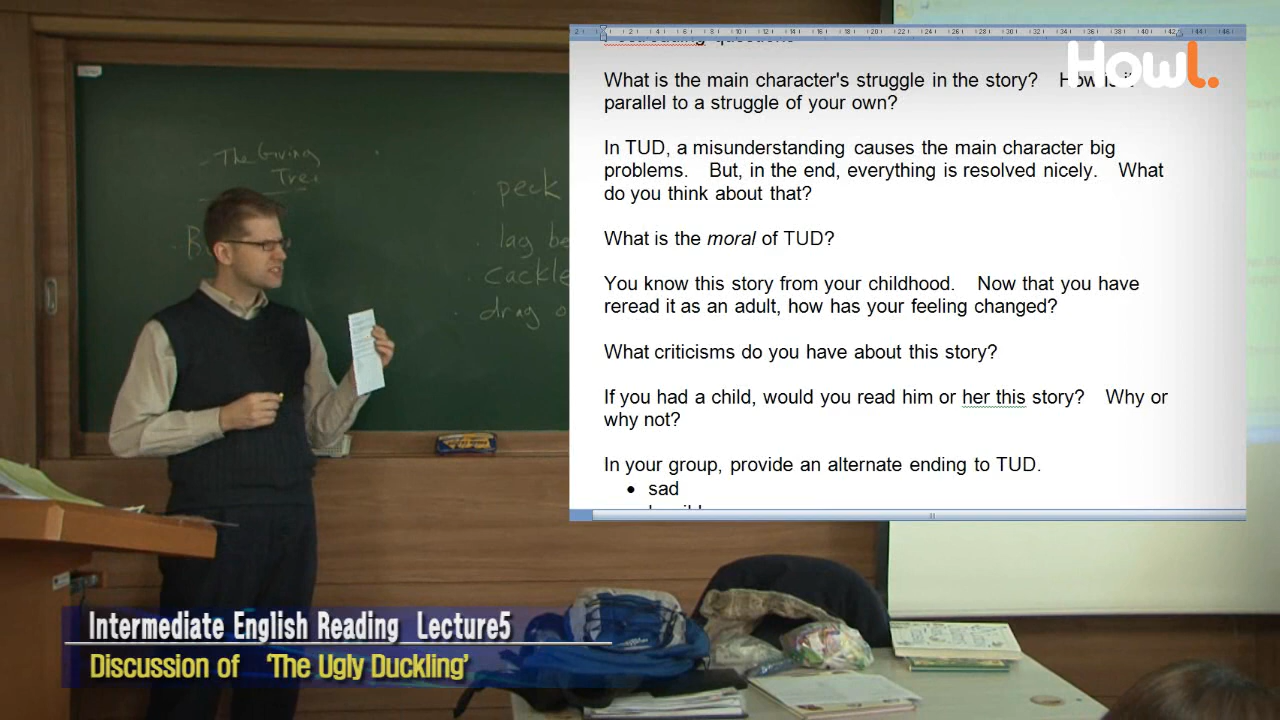 The Giving
Tree
peck
lag be
cackle
drag o
What is the main character's struggle in the story? How is it
parallel to a struggle of your own?
In TUD, a misunderstanding causes the main character big
problems. But, in the end, everything is resolved nicely. What
do you think about that?
What is the moral of TUD?
You know this story from your childhood. Now that you have
reread it as an adult, how has your feeling changed?
What criticisms do you have about this story?
If you had a child, would you read him or her this story? Why or
why not?
In your group, provide an alternate ending to TUD.
• sad
Howl.
Intermediate English Reading Lecture5
Discussion of 'The Ugly Duckling'